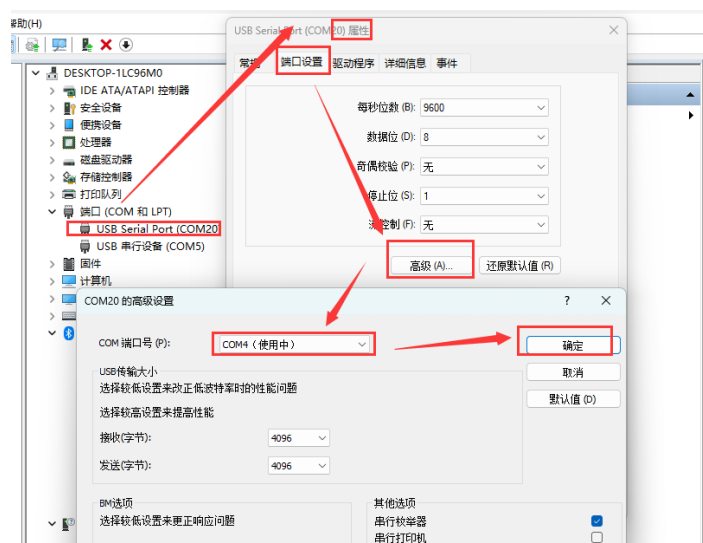 帮助(H)
USB Serial Port (COM20) 属性
常规 端口设置 驱动程序 详细信息 事件
DESKTOP-1LC96M0
IDE ATA/ATAPI 控制器
安全设备
便携设备
处理器
磁盘驱动器
存储控制器
打印队列
端口 (COM 和 LPT)
USB Serial Port (COM20)
USB 串行设备 (COM5)
固件
计算机
每秒位数 (B): 9600
数据位 (D): 8
奇偶校验 (P): 无
停止位 (S): 1
流控制 (F): 无
高级 (A)... 还原默认值 (R)
COM20 的高级设置
COM 端口号 (P): COM4 (使用中)
确定
取消
默认值 (D)
USB传输大小
选择较低设置来改正低波特率时的性能问题
选择较高设置来提高性能
接收(字节): 4096
发送(字节): 4096
BM选项
选择较低设置来更正响应问题
其他选项
串行枚举器
串行打印机